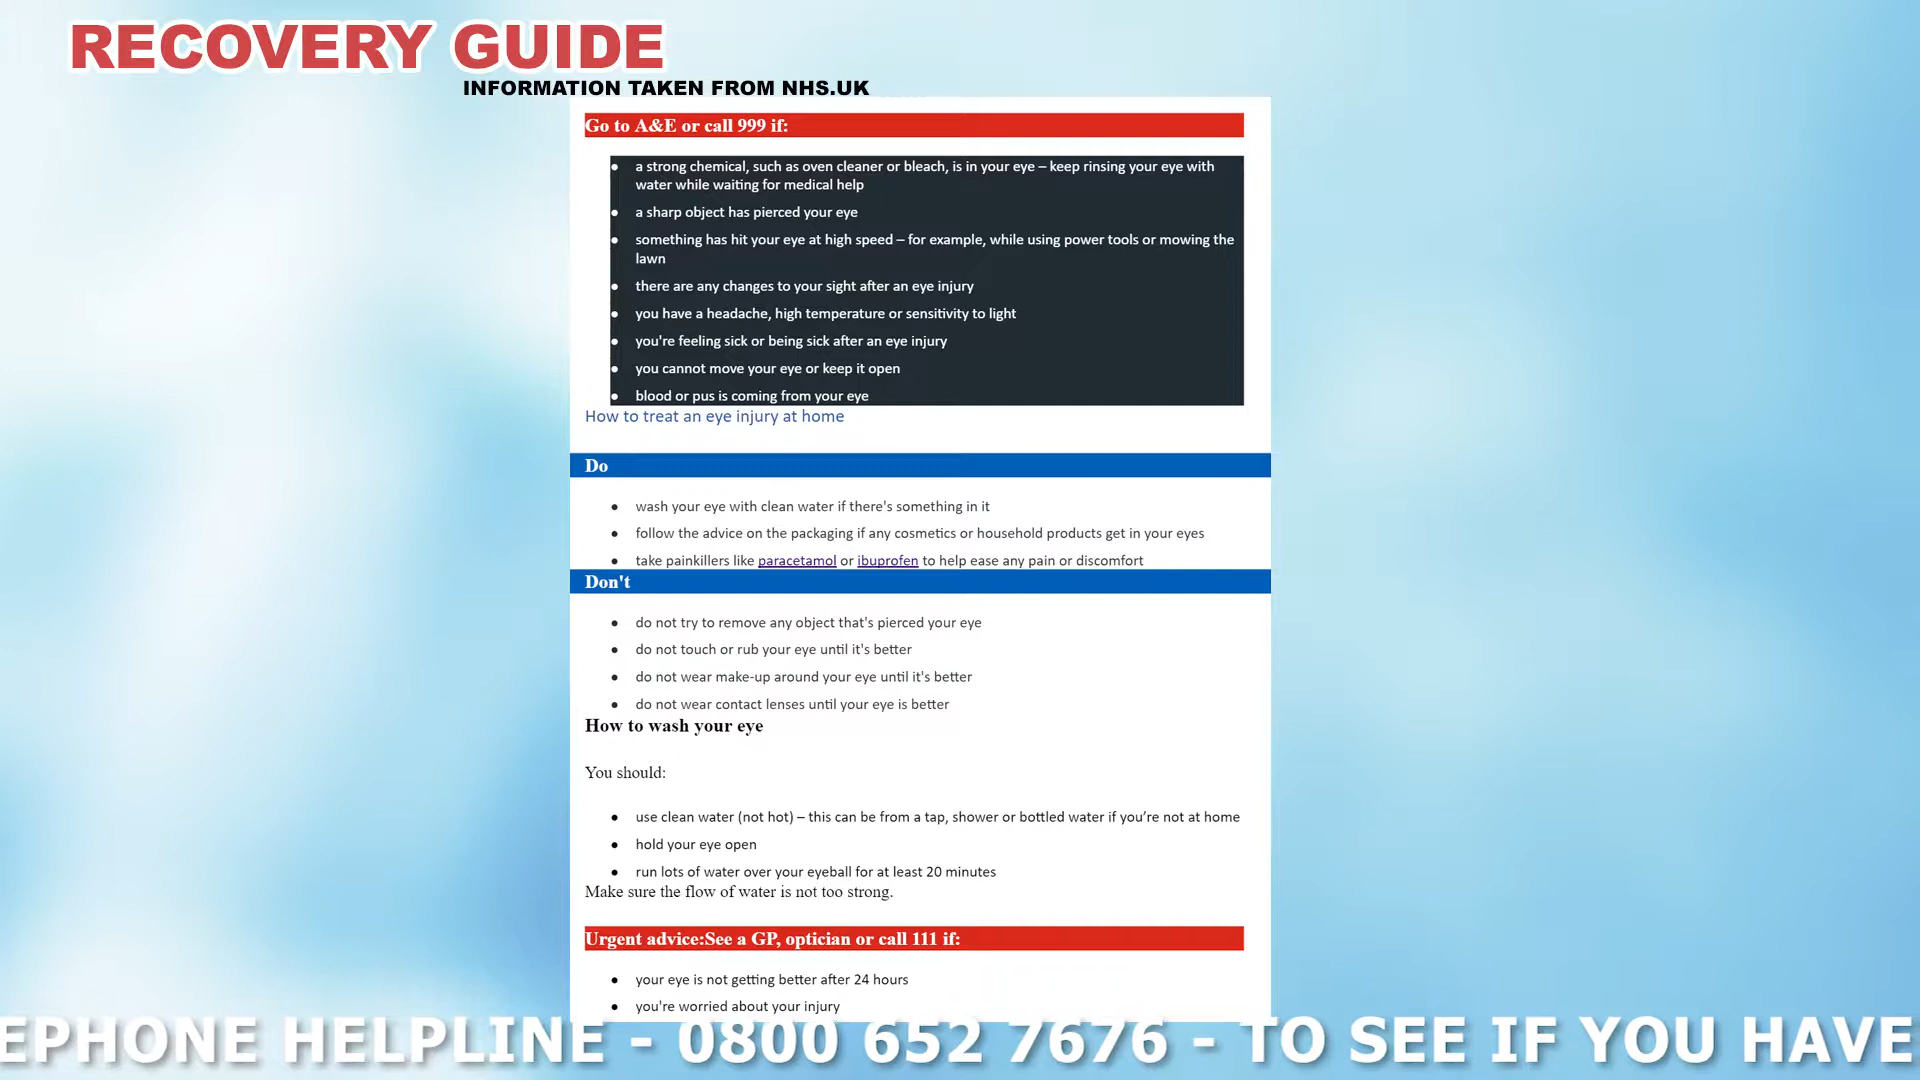 RECOVERY GUIDE
INFORMATION TAKEN FROM NHS.UK
Go to A&E or call 999 if:
● a strong chemical, such as oven cleaner or bleach, is in your eye – keep rinsing your eye with
water while waiting for medical help
● a sharp object has pierced your eye
● something has hit your eye at high speed – for example, while using power tools or mowing the
lawn
● there are any changes to your sight after an eye injury
● you have a headache, high temperature or sensitivity to light
● you're feeling sick or being sick after an eye injury
● you cannot move your eye or keep it open
● blood or pus is coming from your eye
How to treat an eye injury at home
Do
● wash your eye with clean water if there's something in it
● follow the advice on the packaging if any cosmetics or household products get in your eyes
● take painkillers like paracetamol or ibuprofen to help ease any pain or discomfort
Don't
● do not try to remove any object that's pierced your eye
● do not touch or rub your eye until it's better
● do not wear make-up around your eye until it's better
● do not wear contact lenses until your eye is better
How to wash your eye
You should:
● use clean water (not hot) – this can be from a tap, shower or bottled water if you’re not at home
● hold your eye open
● run lots of water over your eyeball for at least 20 minutes
Make sure the flow of water is not too strong.
Urgent advice:See a GP, optician or call 111 if:
● your eye is not getting better after 24 hours
● you're worried about your injury
EPHONE HELPLINE - 0800 652 7676 - TO SEE IF YOU HAVE